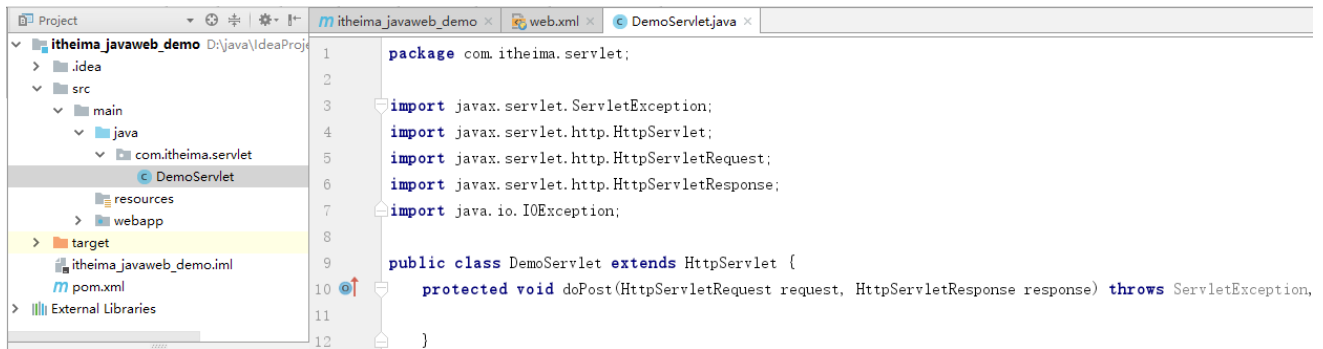 Project
itheima_javaweb_demo
web.xml
DemoServlet.java
itheima_javaweb_demo D:\java\IdeaProje
.idea
src
main
java
com.itheima.servlet
DemoServlet
resources
webapp
target
itheima_javaweb_demo.iml
pom.xml
External Libraries
1 package com.itheima.servlet;
2
3 import javax.servlet.ServletException;
4 import javax.servlet.http.HttpServlet;
5 import javax.servlet.http.HttpServletRequest;
6 import javax.servlet.http.HttpServletResponse;
7 import java.io.IOException;
8
9 public class DemoServlet extends HttpServlet {
10 protected void doPost(HttpServletRequest request, HttpServletResponse response) throws ServletException,
11
12 }